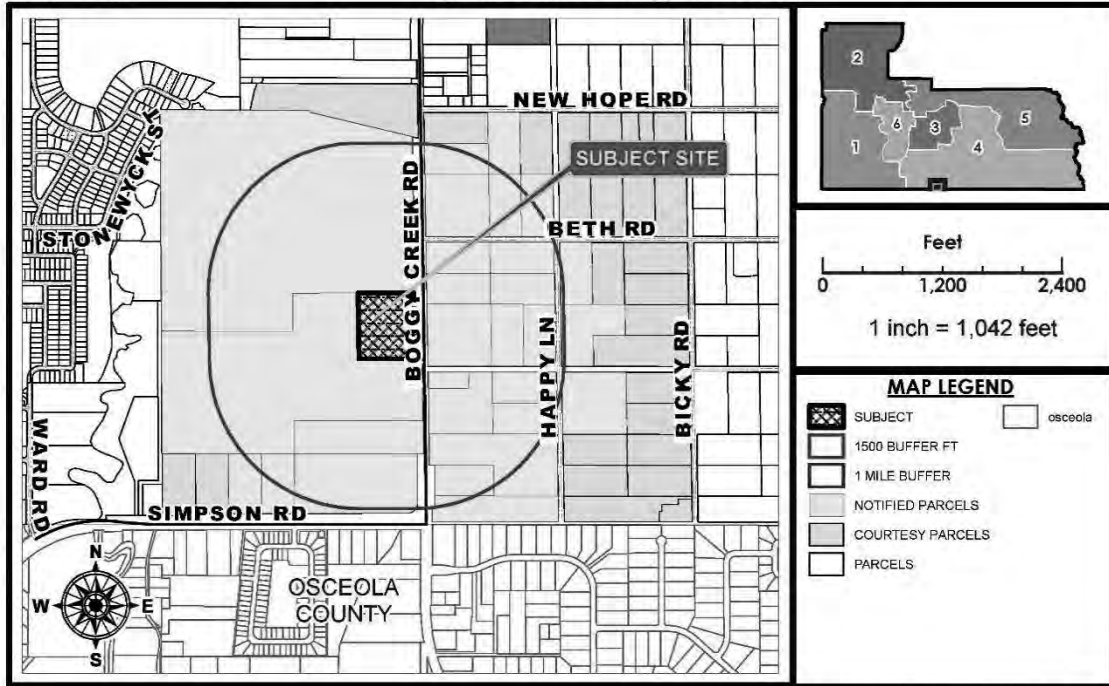 NEW HOPE RD
SUBJECT SITE
STONEWYCK ST
BOGGY CREEK RD
BETH RD
HAPPY LN
BICKY RD
WARD RD
SIMPSON RD
OSCEOLA
COUNTY
N
W
E
S
2
1
6
3
5
4
Feet
0
1,200
2,400
1 inch = 1,042 feet
MAP LEGEND
SUBJECT
osceola
1500 BUFFER FT
1 MILE BUFFER
NOTIFIED PARCELS
COURTESY PARCELS
PARCELS